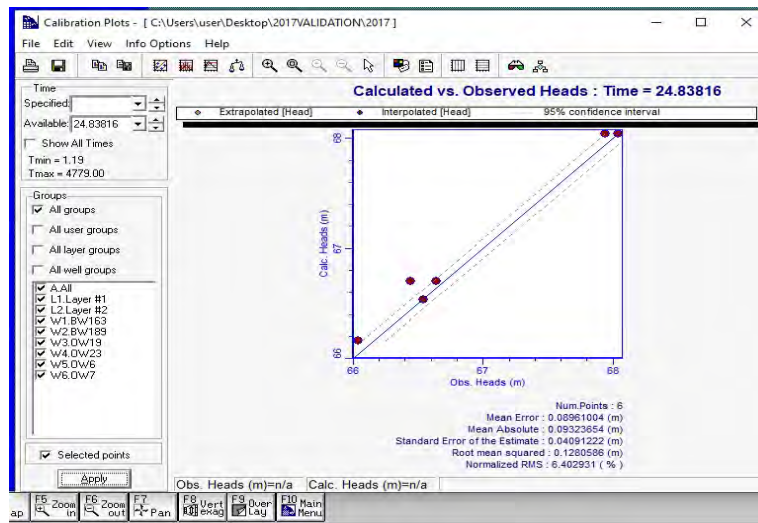 Calibration Plots - [ C:\Users\user\Desktop\2017VALIDATION\2017 ]
File Edit View Info Options Help
Time
Specified:
Available: 24.83816
Show All Times
Tmin = 1.19
Tmax = 4779.00
Groups
All groups
All user groups
All layer groups
All well groups
A.All
L1.Layer #1
L2.Layer #2
W1.BW163
W2.BW189
W3.OW19
W4.OW23
W5.OW6
W6.OW7
Selected points
Apply
Calculated vs. Observed Heads : Time = 24.83816
Extrapolated [Head] Interpolated [Head] 95% confidence interval
68
67
66
Calc. Heads (m)
66 67 68
Obs. Heads (m)
Num.Points : 6
Mean Error : 0.08961004 (m)
Mean Absolute : 0.09323654 (m)
Standard Error of the Estimate : 0.04091222 (m)
Root mean squared : 0.1280586 (m)
Normalized RMS : 6.402931 ( % )
Obs. Heads (m)=n/a Calc. Heads (m)=n/a
ap F5 Zoom in F6 Zoom out F7 Pan F8 Vert exag F9 Over Lay F10 Main Menu